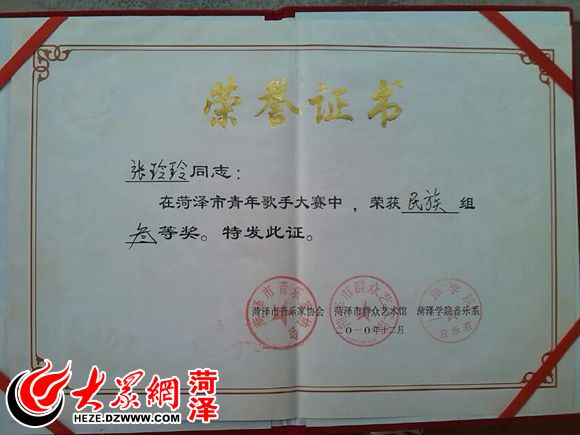 荣誉证书
张玲玲同志：
在菏泽市青年歌手大赛中，荣获民族组
叁等奖。特发此证。
菏泽市音乐家协会 菏泽市群众艺术馆 菏泽学院音乐系
二〇一〇年十二月
大众網 菏泽
HEZE.DZWWW.COM